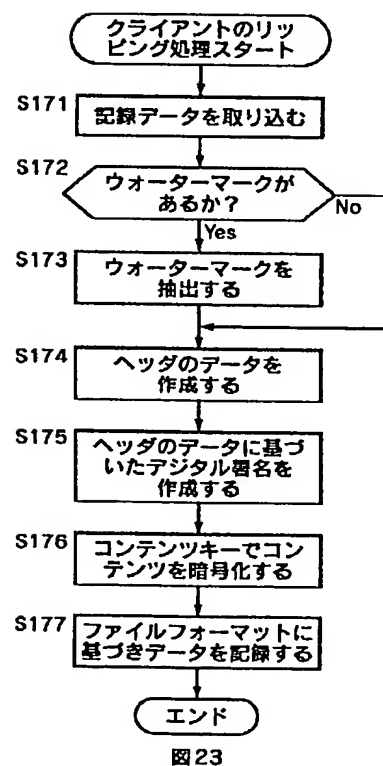 クライアントのリッ
ピング処理スタート
S171
記録データを取り込む
S172
ウォーターマークが
あるか?
No
Yes
S173
ウォーターマークを
抽出する
S174
ヘッダのデータを
作成する
S175
ヘッダのデータに基づ
いたデジタル署名を
作成する
S176
コンテンツキーでコン
テンツを暗号化する
S177
ファイルフォーマットに
基づきデータを記録する
エンド
図23